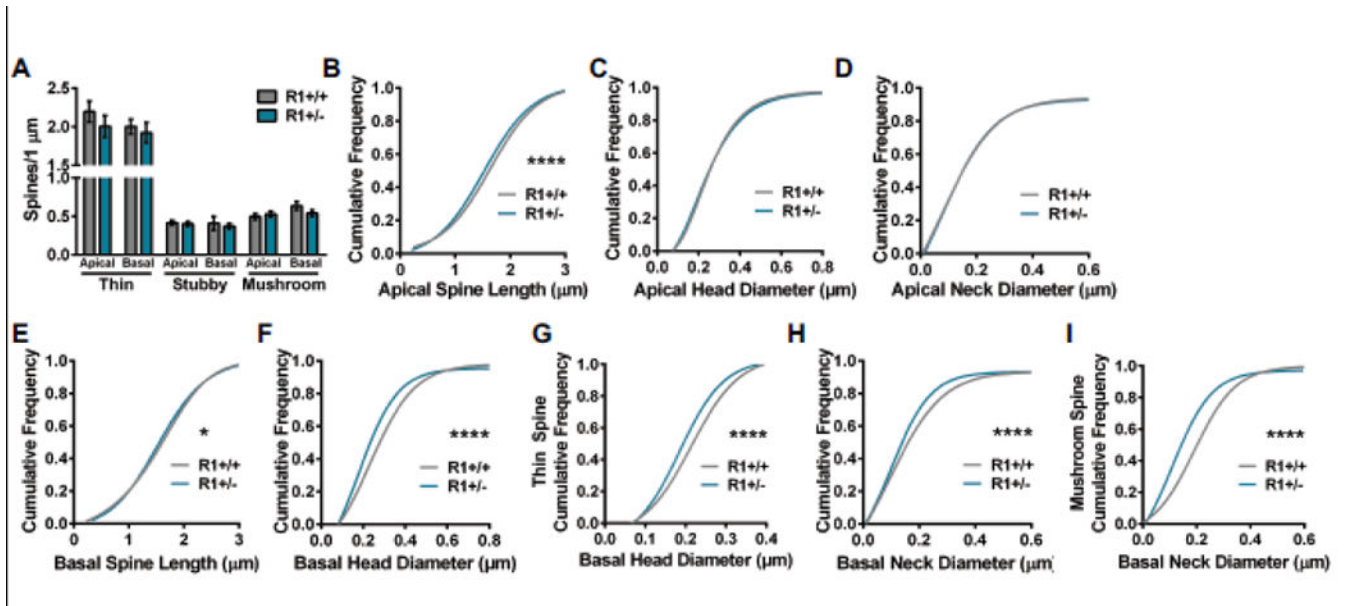 A
Spines/1 μm
2.5
2.0
1.5
1.0
0.5
0.0
R1+/+
R1+/-
Apical Basal Apical Basal Apical Basal
Thin Stubby Mushroom
B
Cumulative Frequency
1.0
0.8
0.6
0.4
0.2
0.0
****
R1+/+
R1+/-
0 1 2 3
Apical Spine Length (μm)
C
Cumulative Frequency
1.0
0.8
0.6
0.4
0.2
0.0
R1+/+
R1+/-
0.0 0.2 0.4 0.6 0.8
Apical Head Diameter (μm)
D
Cumulative Frequency
1.0
0.8
0.6
0.4
0.2
0.0
R1+/+
R1+/-
0.0 0.2 0.4 0.6
Apical Neck Diameter (μm)
E
Cumulative Frequency
1.0
0.8
0.6
0.4
0.2
0.0
*
R1+/+
R1+/-
0 1 2 3
Basal Spine Length (μm)
F
Cumulative Frequency
1.0
0.8
0.6
0.4
0.2
0.0
****
R1+/+
R1+/-
0.0 0.2 0.4 0.6 0.8
Basal Head Diameter (μm)
G
Thin Spine
Cumulative Frequency
1.0
0.8
0.6
0.4
0.2
0.0
****
R1+/+
R1+/-
0.0 0.1 0.2 0.3 0.4
Basal Head Diameter (μm)
H
Cumulative Frequency
1.0
0.8
0.6
0.4
0.2
0.0
****
R1+/+
R1+/-
0.0 0.2 0.4 0.6
Basal Neck Diameter (μm)
I
Mushroom Spine
Cumulative Frequency
1.0
0.8
0.6
0.4
0.2
0.0
****
R1+/+
R1+/-
0.0 0.2 0.4 0.6
Basal Neck Diameter (μm)